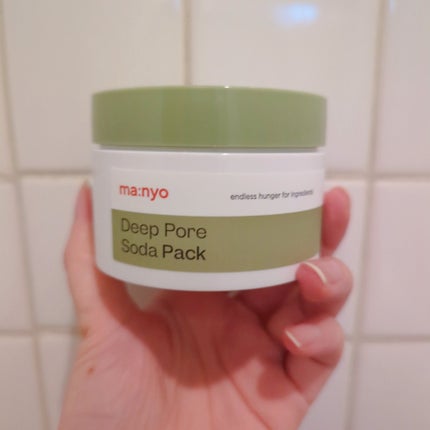 ma:nyo
endless hunger for ingredients
Deep Pore
Soda Pack